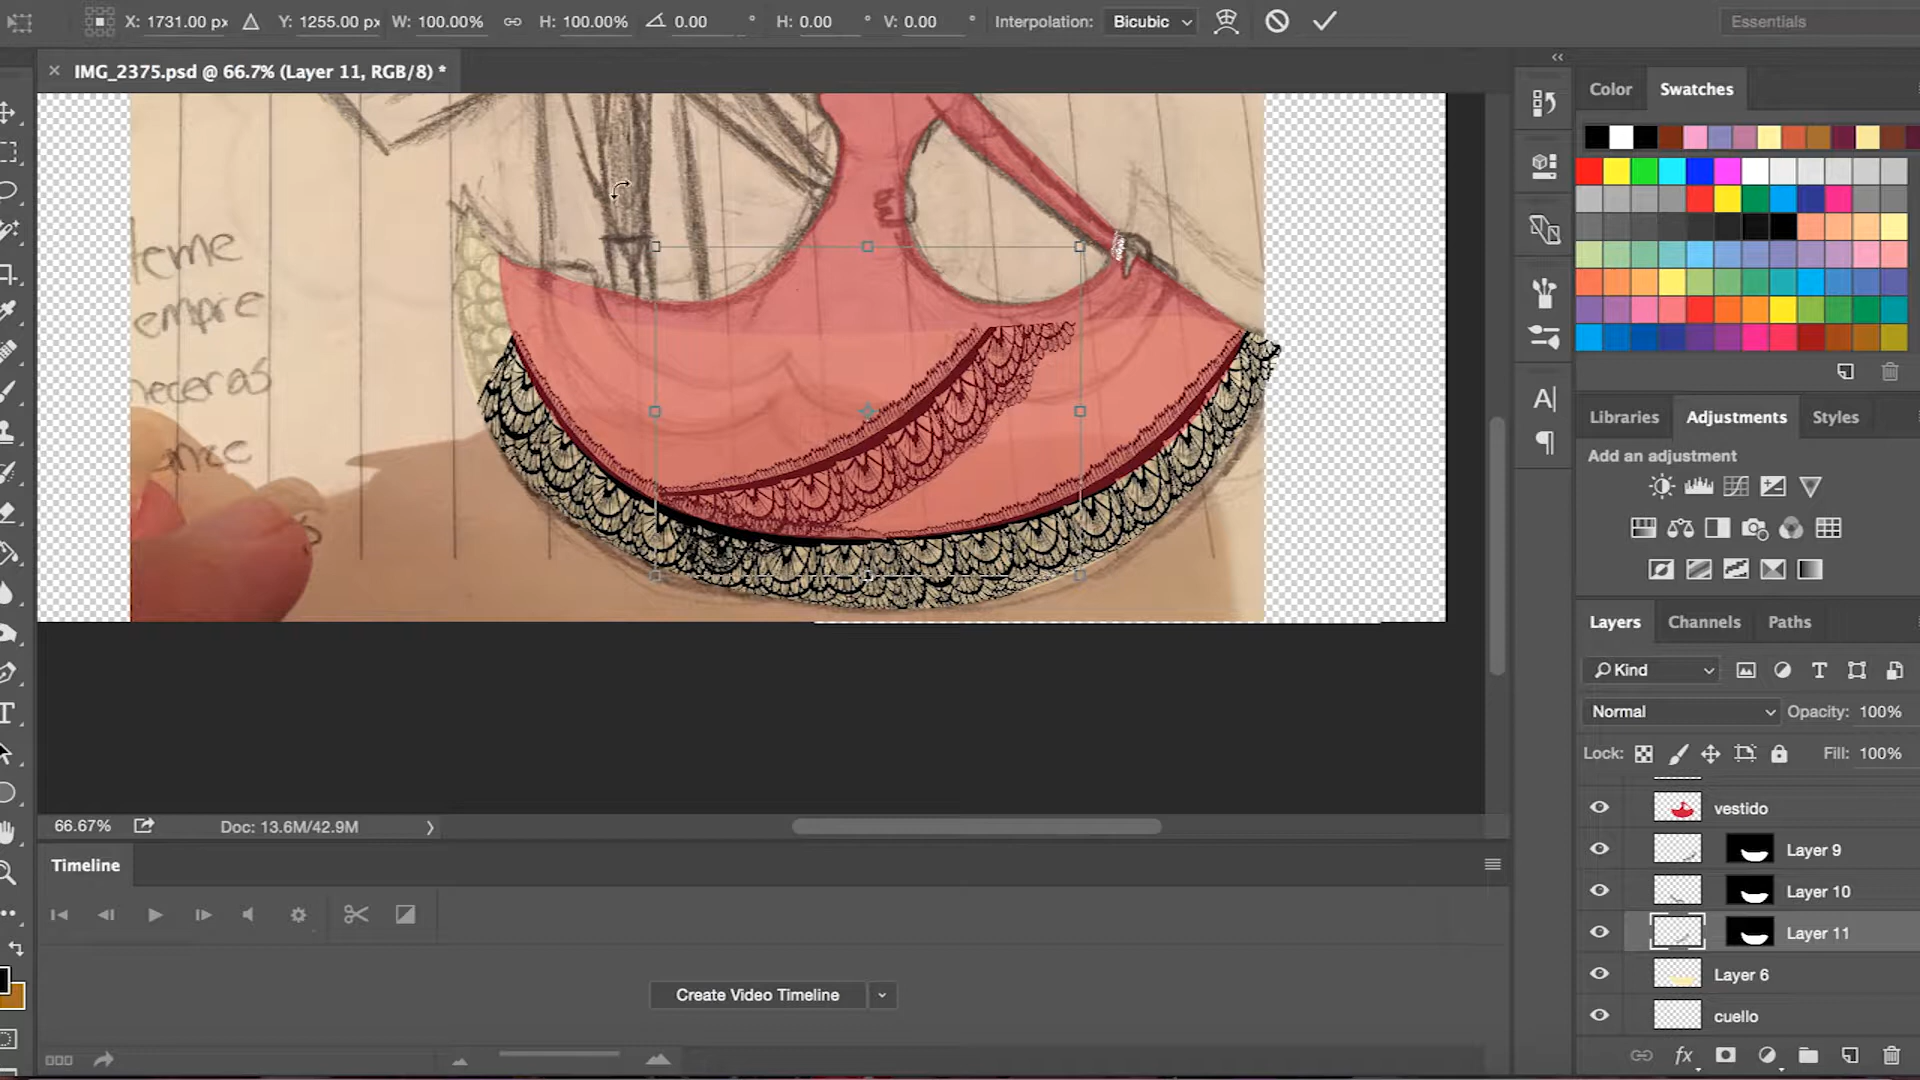 X: 1731.00 px Y: 1255.00 px W: 100.00% H: 100.00% 0.00 ° H: 0.00 ° V: 0.00 ° Interpolation: Bicubic Essentials
IMG_2375.psd @ 66.7% (Layer 11, RGB/8) *
Color Swatches
teme
empre
neceras
Libraries Adjustments Styles
Add an adjustment
Layers Channels Paths
Kind
Normal Opacity: 100%
Lock: Fill: 100%
vestido
Layer 9
Layer 10
Layer 11
Layer 6
cuello
66.67% Doc: 13.6M/42.9M
Timeline
Create Video Timeline